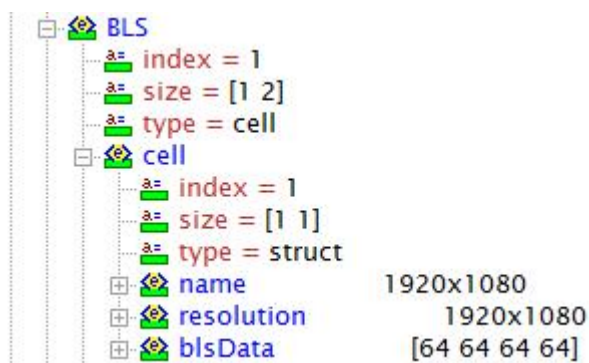 BLS
index = 1
size = [1 2]
type = cell
cell
index = 1
size = [1 1]
type = struct
name 1920x1080
resolution 1920x1080
blsData [64 64 64 64]